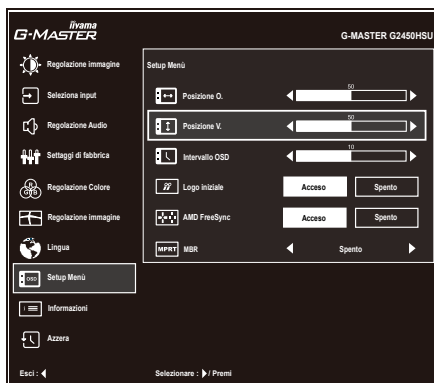 iiyama
G-MASTER
G-MASTER G2450HSU
Regolazione immagine
Seleziona input
Regolazione Audio
Settaggi di fabbrica
R
G B
Regolazione Colore
Regolazione immagine
Lingua
OSD
Setup Menù
i
Informazioni
Azzera
Setup Menù
Posizione O.
50
Posizione V.
50
Intervallo OSD
10
Logo iniziale
Acceso
Spento
AMD FreeSync
Acceso
Spento
MPRT
MBR
Spento
Esci :
Selezionare : / Premi